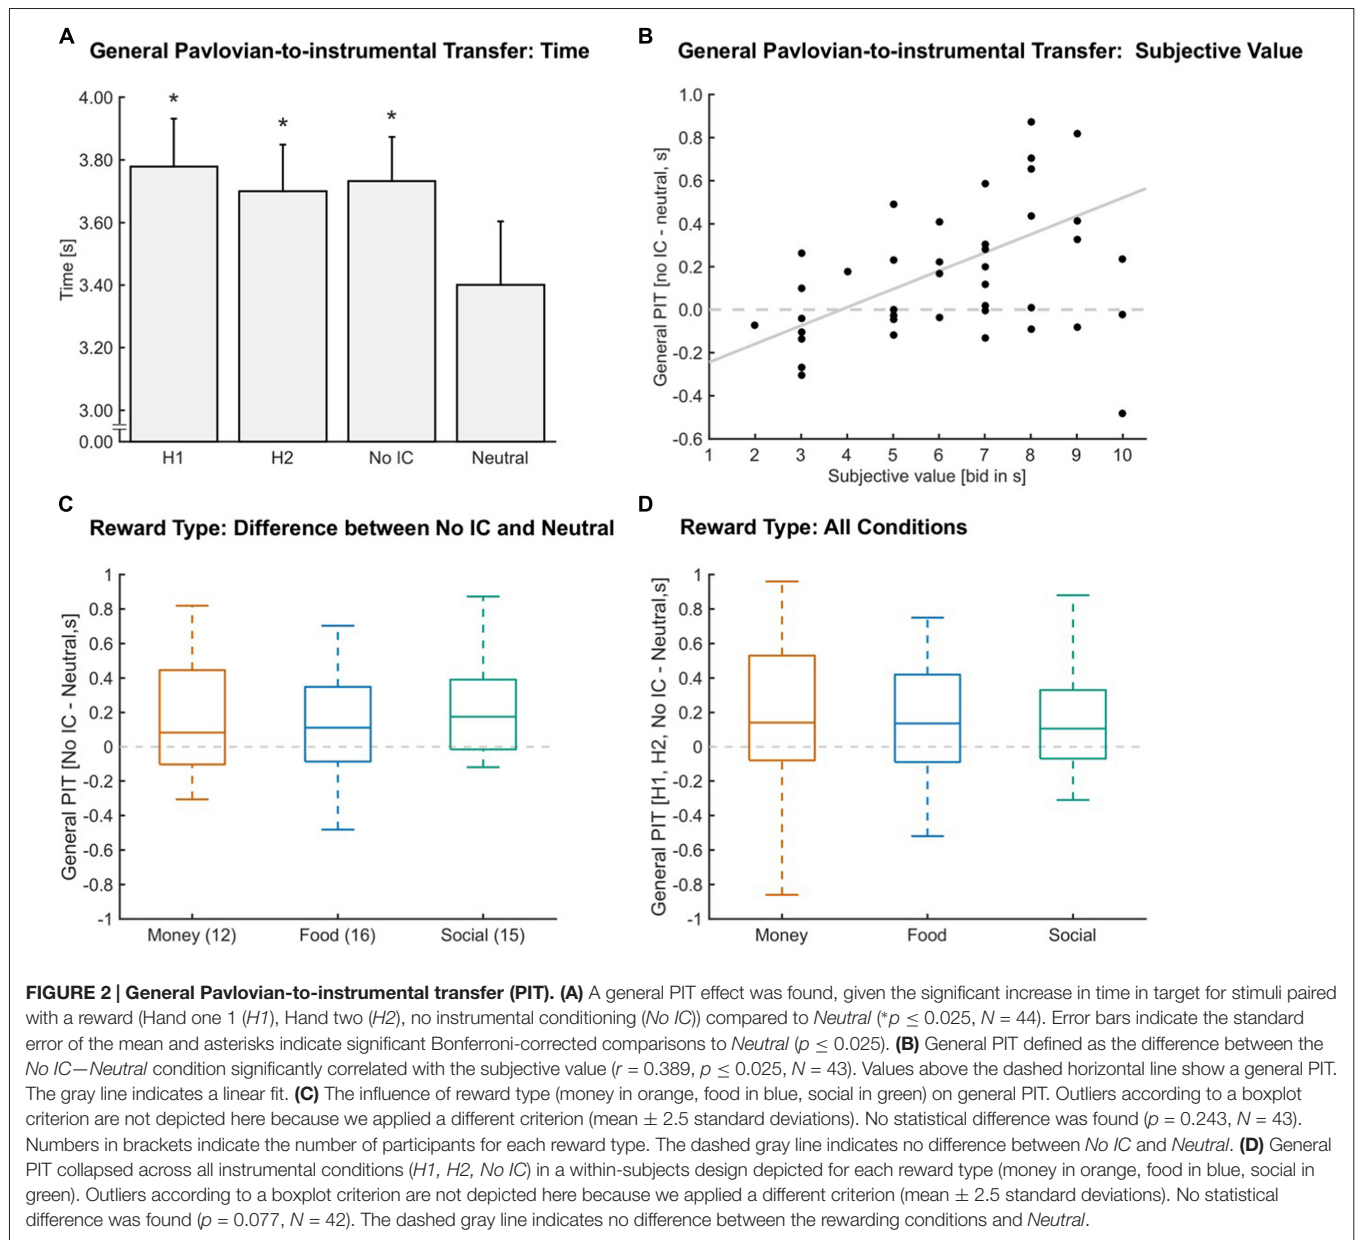 A
General Pavlovian-to-instrumental Transfer: Time
4.00
3.80
3.60
3.40
3.20
3.00
0.00
Time [s]
*
*
*
H1
H2
No IC
Neutral
B
General Pavlovian-to-instrumental Transfer: Subjective Value
1.0
0.8
0.6
0.4
0.2
0.0
-0.2
-0.4
-0.6
General PIT [no IC - neutral, s]
1 2 3 4 5 6 7 8 9 10
Subjective value [bid in s]
C
Reward Type: Difference between No IC and Neutral
1
0.8
0.6
0.4
0.2
0
-0.2
-0.4
-0.6
-0.8
-1
General PIT [No IC - Neutral,s]
Money (12)
Food (16)
Social (15)
D
Reward Type: All Conditions
1
0.8
0.6
0.4
0.2
0
-0.2
-0.4
-0.6
-0.8
-1
General PIT [H1, H2, No IC - Neutral,s]
Money
Food
Social
FIGURE 2 | General Pavlovian-to-instrumental transfer (PIT). (A) A general PIT effect was found, given the significant increase in time in target for stimuli paired
with a reward (Hand one 1 (H1), Hand two (H2), no instrumental conditioning (No IC)) compared to Neutral (*p ≤ 0.025, N = 44). Error bars indicate the standard
error of the mean and asterisks indicate significant Bonferroni-corrected comparisons to Neutral (p ≤ 0.025). (B) General PIT defined as the difference between the
No IC—Neutral condition significantly correlated with the subjective value (r = 0.389, p ≤ 0.025, N = 43). Values above the dashed horizontal line show a general PIT.
The gray line indicates a linear fit. (C) The influence of reward type (money in orange, food in blue, social in green) on general PIT. Outliers according to a boxplot
criterion are not depicted here because we applied a different criterion (mean ± 2.5 standard deviations). No statistical difference was found (p = 0.243, N = 43).
Numbers in brackets indicate the number of participants for each reward type. The dashed gray line indicates no difference between No IC and Neutral. (D) General
PIT collapsed across all instrumental conditions (H1, H2, No IC) in a within-subjects design depicted for each reward type (money in orange, food in blue, social in
green). Outliers according to a boxplot criterion are not depicted here because we applied a different criterion (mean ± 2.5 standard deviations). No statistical
difference was found (p = 0.077, N = 42). The dashed gray line indicates no difference between the rewarding conditions and Neutral.